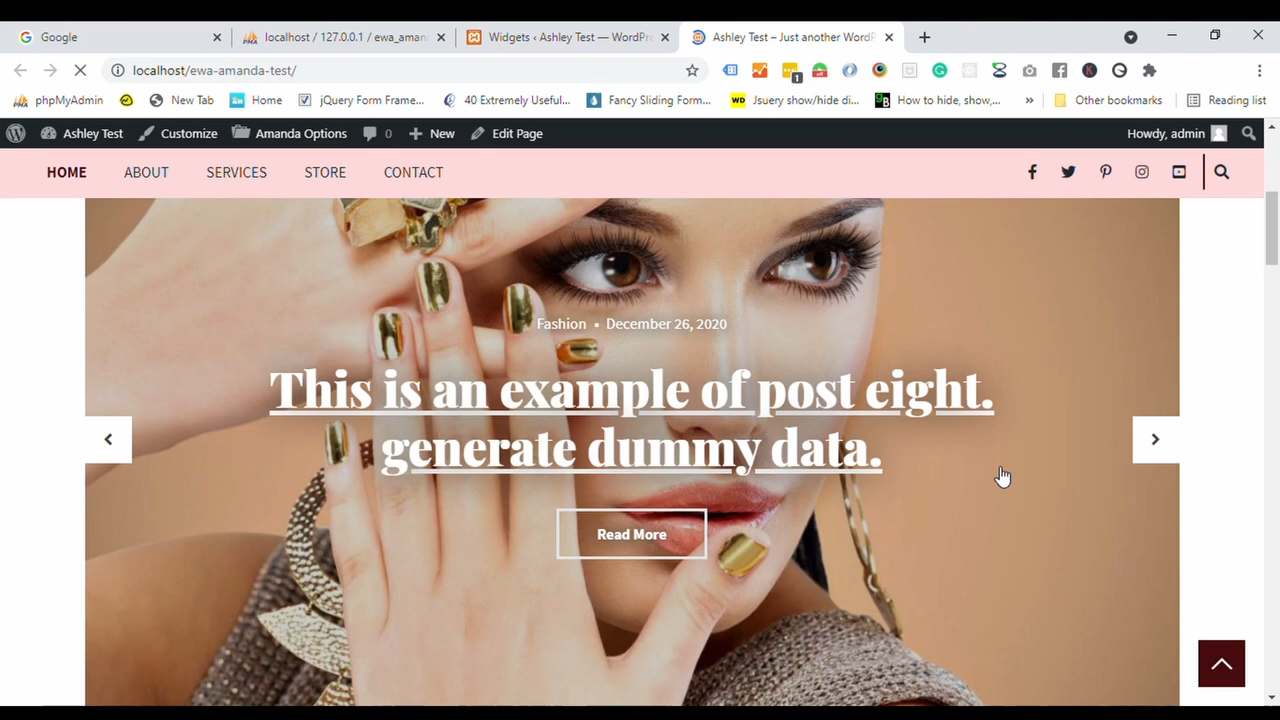 Google
localhost / 127.0.0.1 / ewa_aman
Widgets ‹ Ashley Test — WordPre
Ashley Test – Just another WordP
localhost/ewa-amanda-test/
1
phpMyAdmin
New Tab
Home
jQuery Form Frame...
40 Extremely Useful...
Fancy Sliding Form...
WD
Jsuery show/hide di...
How to hide, show,...
»
Other bookmarks
Reading list
Ashley Test
Customize
Amanda Options
0
New
Edit Page
Howdy, admin
HOME
ABOUT
SERVICES
STORE
CONTACT
Fashion ▪ December 26, 2020
This is an example of post eight.
generate dummy data.
Read More